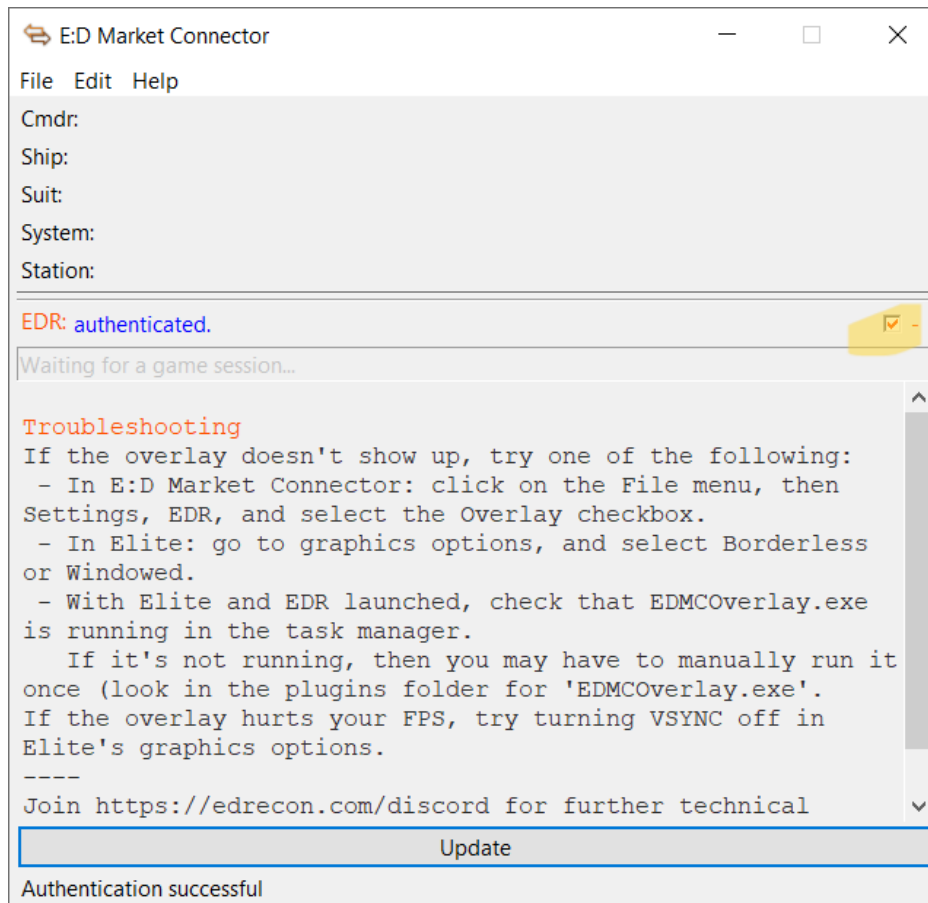 E:D Market Connector
File Edit Help
Cmdr:
Ship:
Suit:
System:
Station:
EDR: authenticated. -
Waiting for a game session...
Troubleshooting
If the overlay doesn't show up, try one of the following:
- In E:D Market Connector: click on the File menu, then
Settings, EDR, and select the Overlay checkbox.
- In Elite: go to graphics options, and select Borderless
or Windowed.
- With Elite and EDR launched, check that EDMCOverlay.exe
is running in the task manager.
If it's not running, then you may have to manually run it
once (look in the plugins folder for 'EDMCOverlay.exe'.
If the overlay hurts your FPS, try turning VSYNC off in
Elite's graphics options.
----
Join https://edrecon.com/discord for further technical
Update
Authentication successful